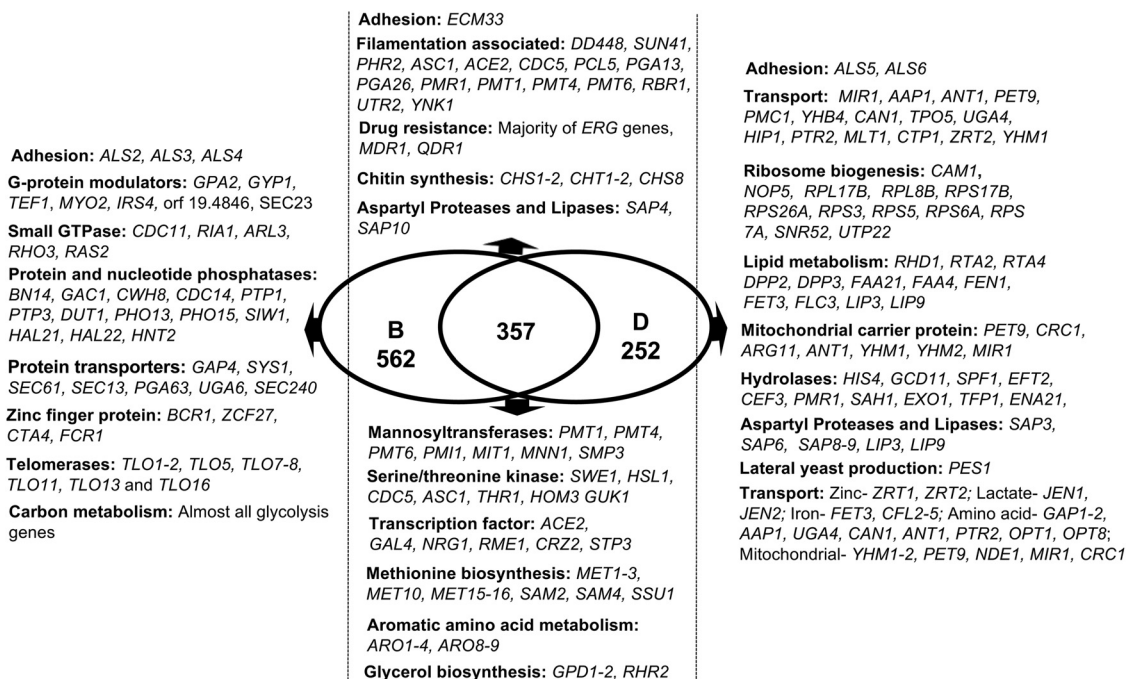 Adhesion: ALS2, ALS3, ALS4
G-protein modulators: GPA2, GYP1,
TEF1, MYO2, IRS4, orf 19.4846, SEC23
Small GTPase: CDC11, RIA1, ARL3,
RHO3, RAS2
Protein and nucleotide phosphatases:
BN14, GAC1, CWH8, CDC14, PTP1,
PTP3, DUT1, PHO13, PHO15, SIW1,
HAL21, HAL22, HNT2
Protein transporters: GAP4, SYS1,
SEC61, SEC13, PGA63, UGA6, SEC240
Zinc finger protein: BCR1, ZCF27,
CTA4, FCR1
Telomerases: TLO1-2, TLO5, TLO7-8,
TLO11, TLO13 and TLO16
Carbon metabolism: Almost all glycolysis
genes
Adhesion: ECM33
Filamentation associated: DD448, SUN41,
PHR2, ASC1, ACE2, CDC5, PCL5, PGA13,
PGA26, PMR1, PMT1, PMT4, PMT6, RBR1,
UTR2, YNK1
Drug resistance: Majority of ERG genes,
MDR1, QDR1
Chitin synthesis: CHS1-2, CHT1-2, CHS8
Aspartyl Proteases and Lipases: SAP4,
SAP10
B
562
357
D
252
Mannosyltransferases: PMT1, PMT4,
PMT6, PMI1, MIT1, MNN1, SMP3
Serine/threonine kinase: SWE1, HSL1,
CDC5, ASC1, THR1, HOM3 GUK1
Transcription factor: ACE2,
GAL4, NRG1, RME1, CRZ2, STP3
Methionine biosynthesis: MET1-3,
MET10, MET15-16, SAM2, SAM4, SSU1
Aromatic amino acid metabolism:
ARO1-4, ARO8-9
Glycerol biosynthesis: GPD1-2, RHR2
Adhesion: ALS5, ALS6
Transport: MIR1, AAP1, ANT1, PET9,
PMC1, YHB4, CAN1, TPO5, UGA4,
HIP1, PTR2, MLT1, CTP1, ZRT2, YHM1
Ribosome biogenesis: CAM1,
NOP5, RPL17B, RPL8B, RPS17B,
RPS26A, RPS3, RPS5, RPS6A, RPS
7A, SNR52, UTP22
Lipid metabolism: RHD1, RTA2, RTA4
DPP2, DPP3, FAA21, FAA4, FEN1,
FET3, FLC3, LIP3, LIP9
Mitochondrial carrier protein: PET9, CRC1,
ARG11, ANT1, YHM1, YHM2, MIR1
Hydrolases: HIS4, GCD11, SPF1, EFT2,
CEF3, PMR1, SAH1, EXO1, TFP1, ENA21,
Aspartyl Proteases and Lipases: SAP3,
SAP6, SAP8-9, LIP3, LIP9
Lateral yeast production: PES1
Transport: Zinc- ZRT1, ZRT2; Lactate- JEN1,
JEN2; Iron- FET3, CFL2-5; Amino acid- GAP1-2,
AAP1, UGA4, CAN1, ANT1, PTR2, OPT1, OPT8;
Mitochondrial- YHM1-2, PET9, NDE1, MIR1, CRC1